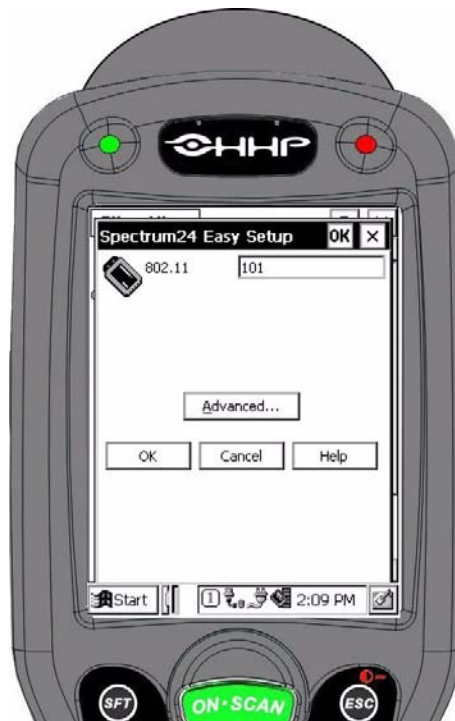 HHP
Spectrum24 Easy Setup OK ×
802.11 101
Advanced...
OK Cancel Help
Start 1 2:09 PM
SFT ON·SCAN ESC